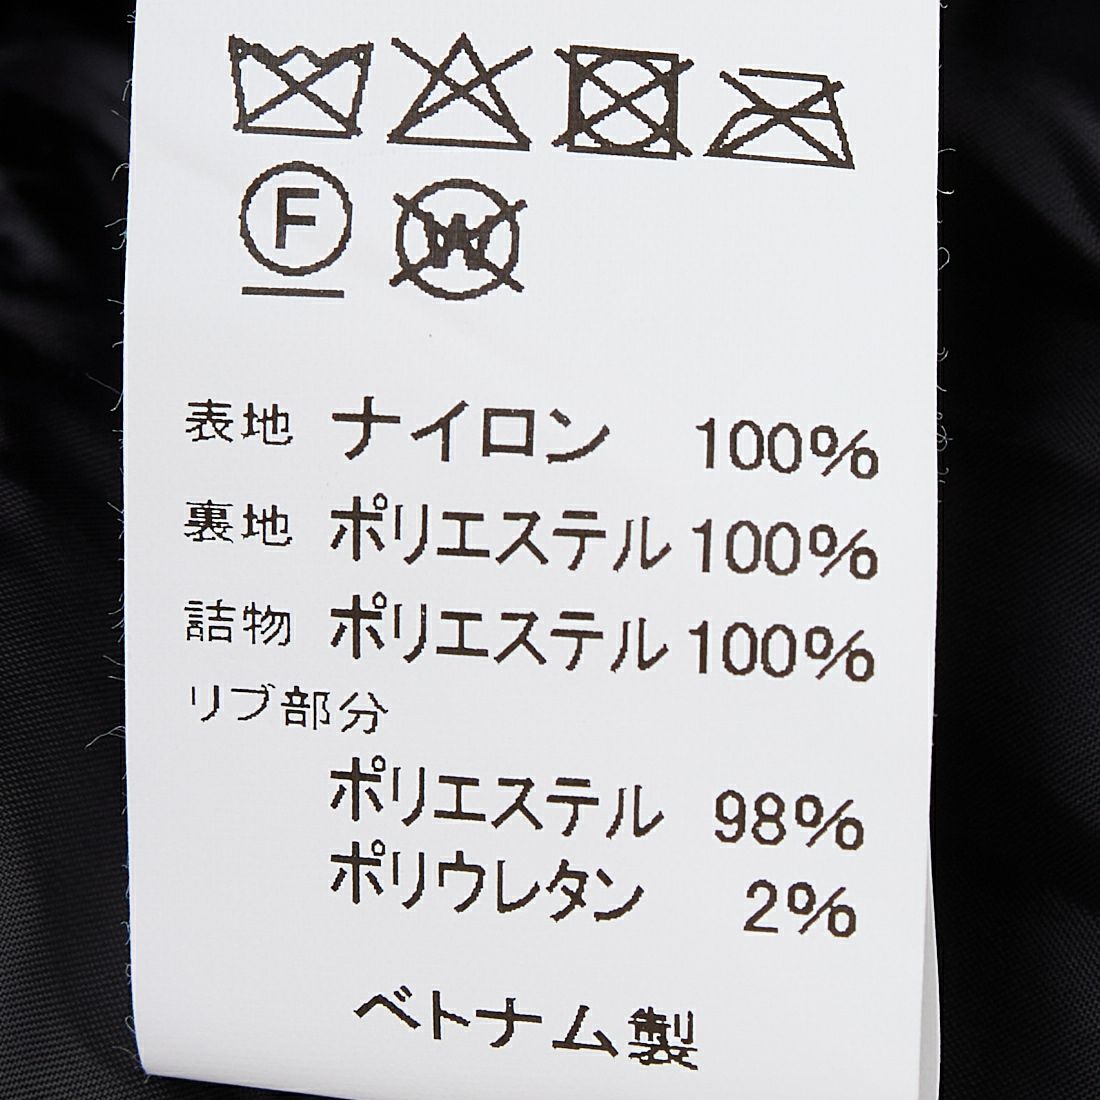 F W
表地 ナイロン 100%
裏地 ポリエステル 100%
詰物 ポリエステル 100%
リブ部分
ポリエステル 98%
ポリウレタン 2%
ベトナム製